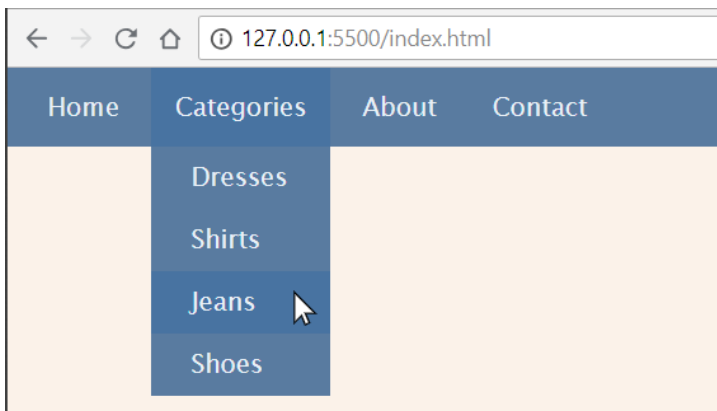 127.0.0.1:5500/index.html
Home Categories About Contact
Dresses
Shirts
Jeans
Shoes